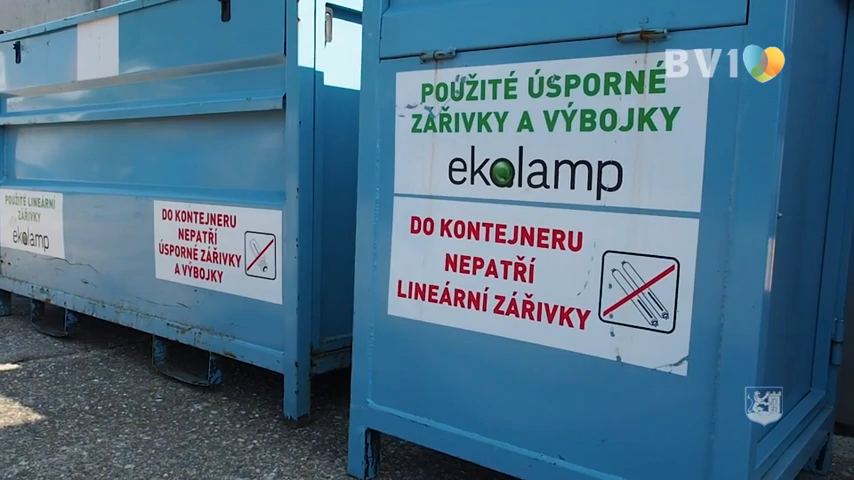 BV1
POUŽITÉ ÚSPORNÉ
ZÁŘIVKY A VÝBOJKY
ekolamp
DO KONTEJNERU
NEPATŘÍ
LINEÁRNÍ ZÁŘIVKY
POUŽITÉ LINEÁRNÍ
ZÁŘIVKY
ekolamp
DO KONTEJNERU
NEPATŘÍ
ÚSPORNÉ ZÁŘIVKY
A VÝBOJKY